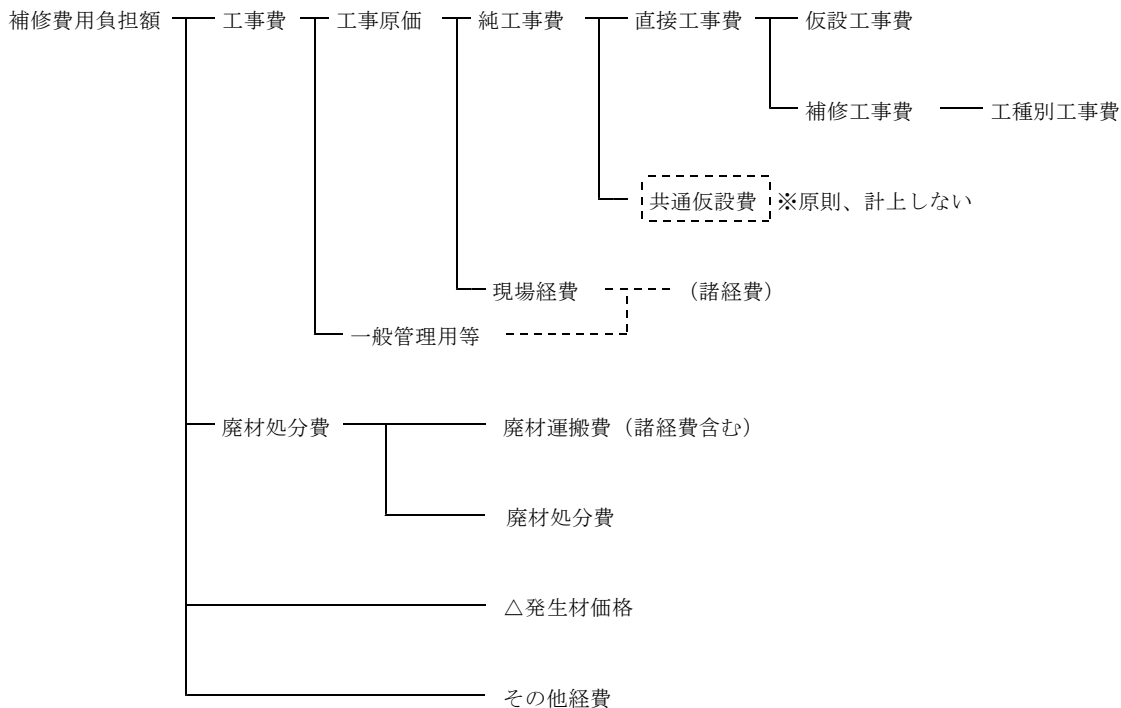 補修費用負担額 工事費 工事原価 純工事費 直接工事費 仮設工事費
補修工事費 工種別工事費
共通仮設費 ※原則、計上しない
現場経費 (諸経費)
一般管理用等
廃材処分費 廃材運搬費(諸経費含む)
廃材処分費
△発生材価格
その他経費